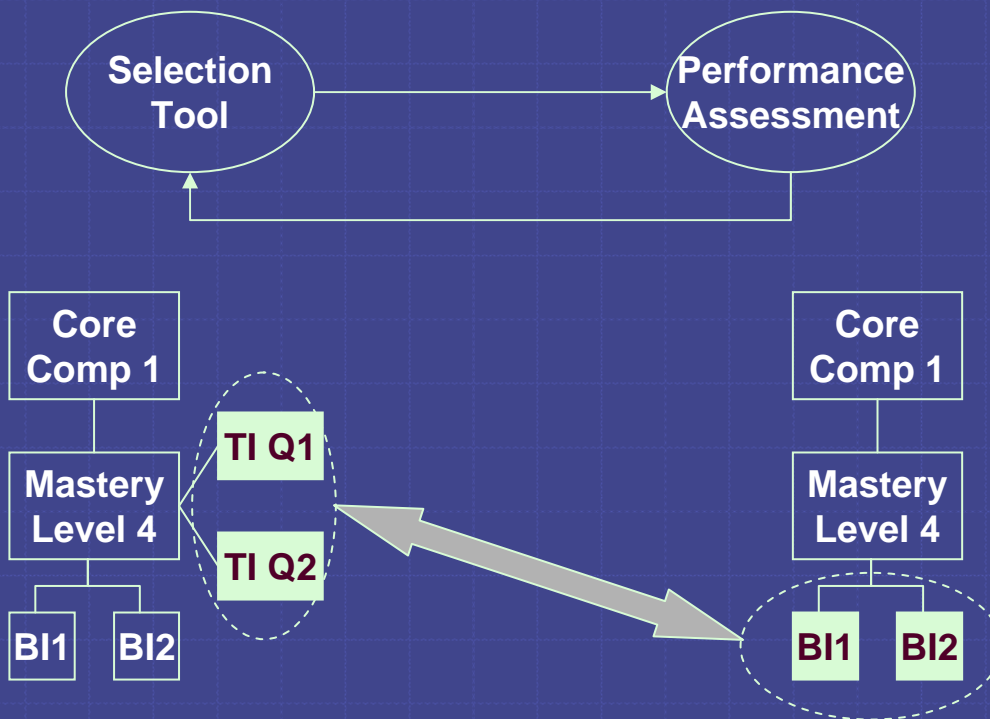 Selection
Tool
Performance
Assessment
Core
Comp 1
TI Q1
Mastery
Level 4
TI Q2
BI1
BI2
Core
Comp 1
Mastery
Level 4
BI1
BI2